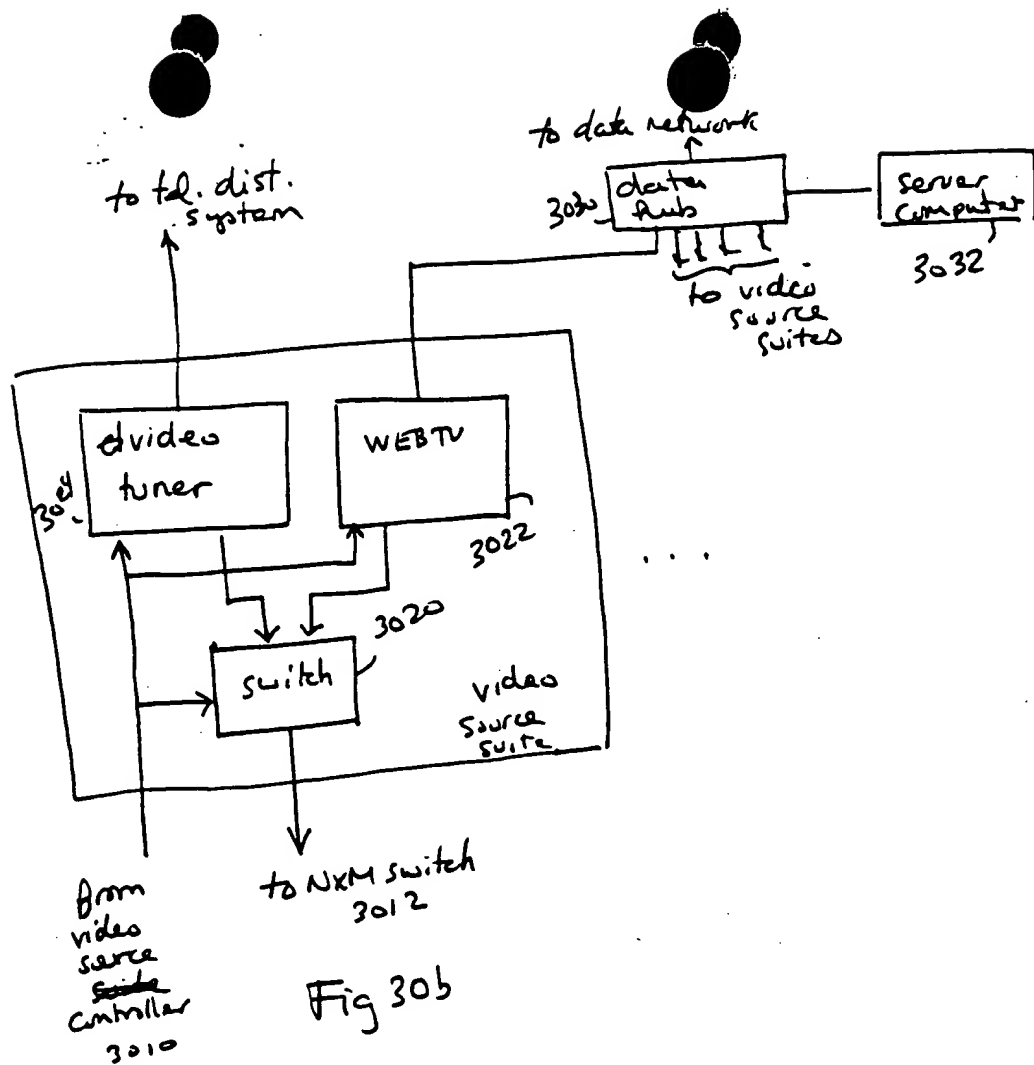 to data network
to tel. dist.
system
data
hub
3030
server
computer
3032
to video
source
suites
video
tuner
WEBTV
3022
3020
switch
video
source
suite
...
from
video
source
suite
controller
3010
to NxM switch
3012
Fig 30b